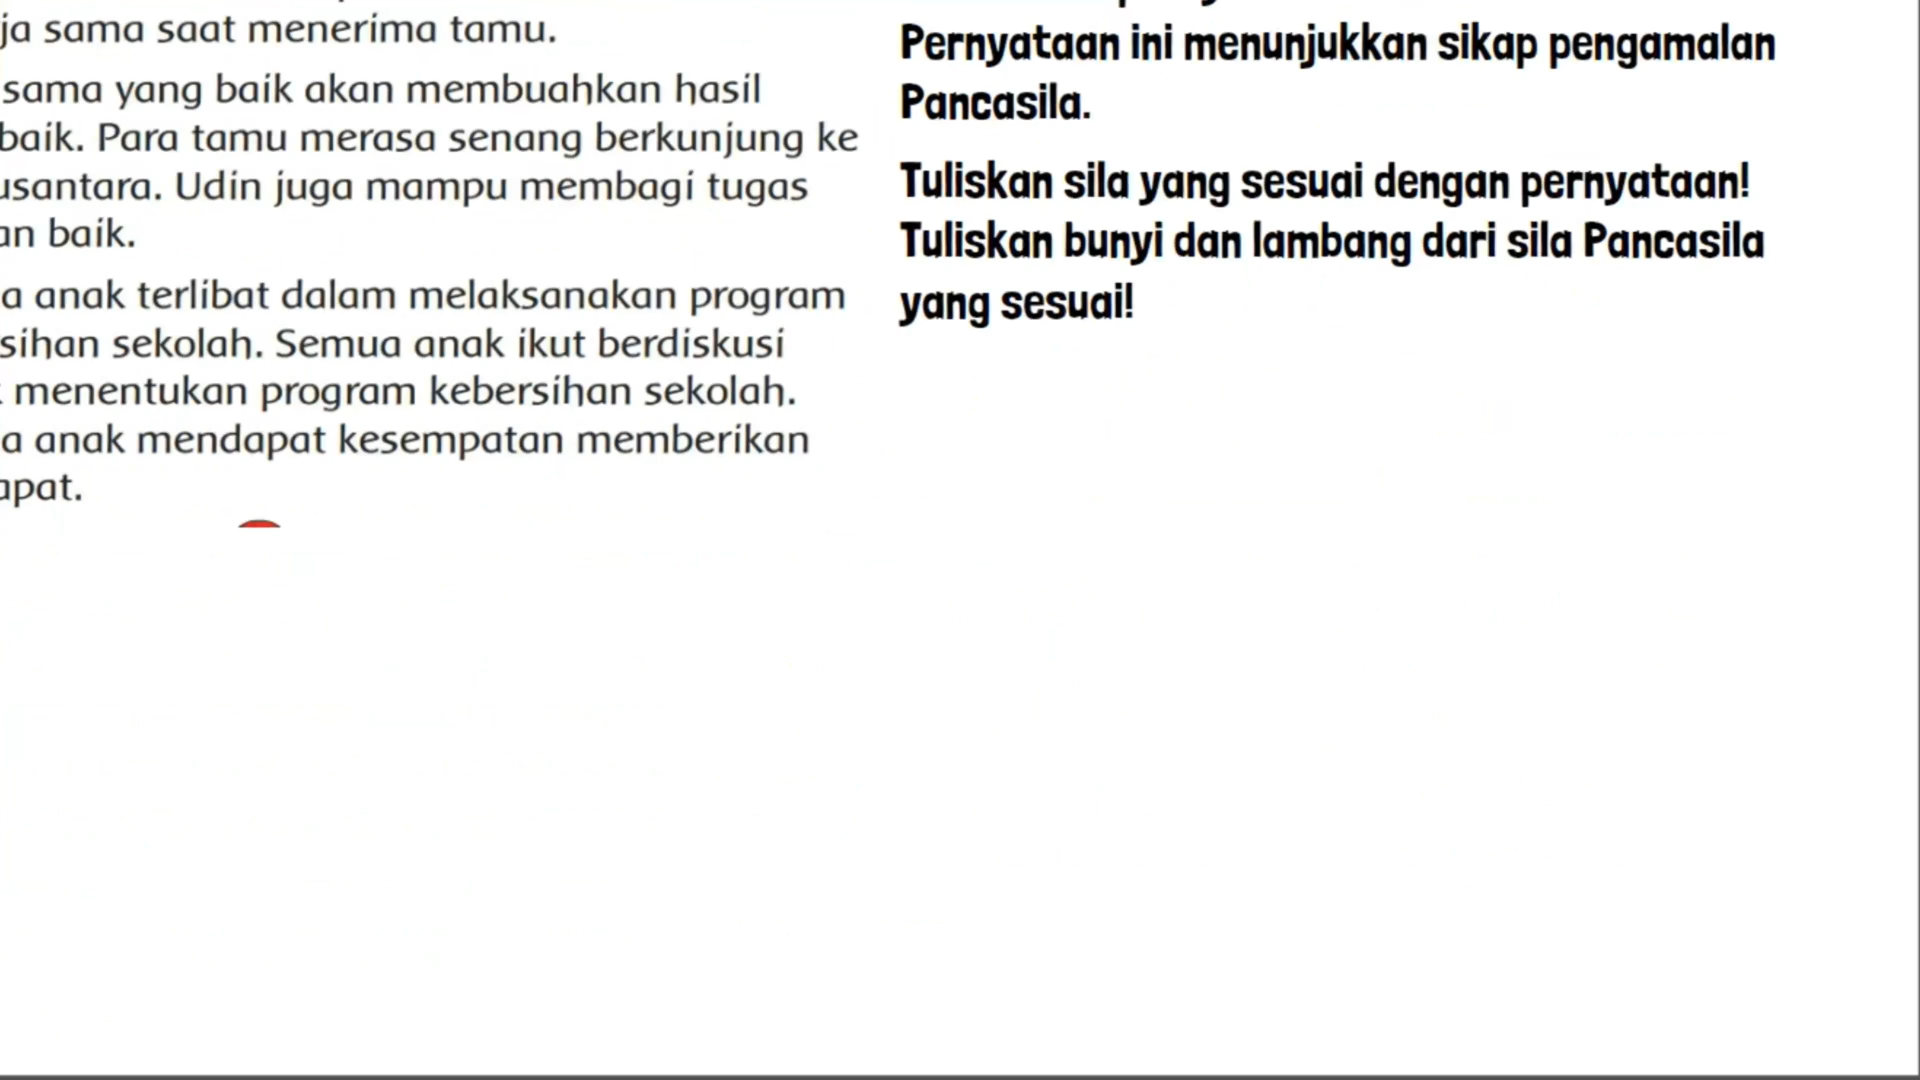 ja sama saat menerima tamu.
sama yang baik akan membuahkan hasil
baik. Para tamu merasa senang berkunjung ke
usantara. Udin juga mampu membagi tugas
an baik.
a anak terlibat dalam melaksanakan program
sihan sekolah. Semua anak ikut berdiskusi
menentukan program kebersihan sekolah.
a anak mendapat kesempatan memberikan
apat.
Pernyataan ini menunjukkan sikap pengamalan
Pancasila.
Tuliskan sila yang sesuai dengan pernyataan!
Tuliskan bunyi dan lambang dari sila Pancasila
yang sesuai!